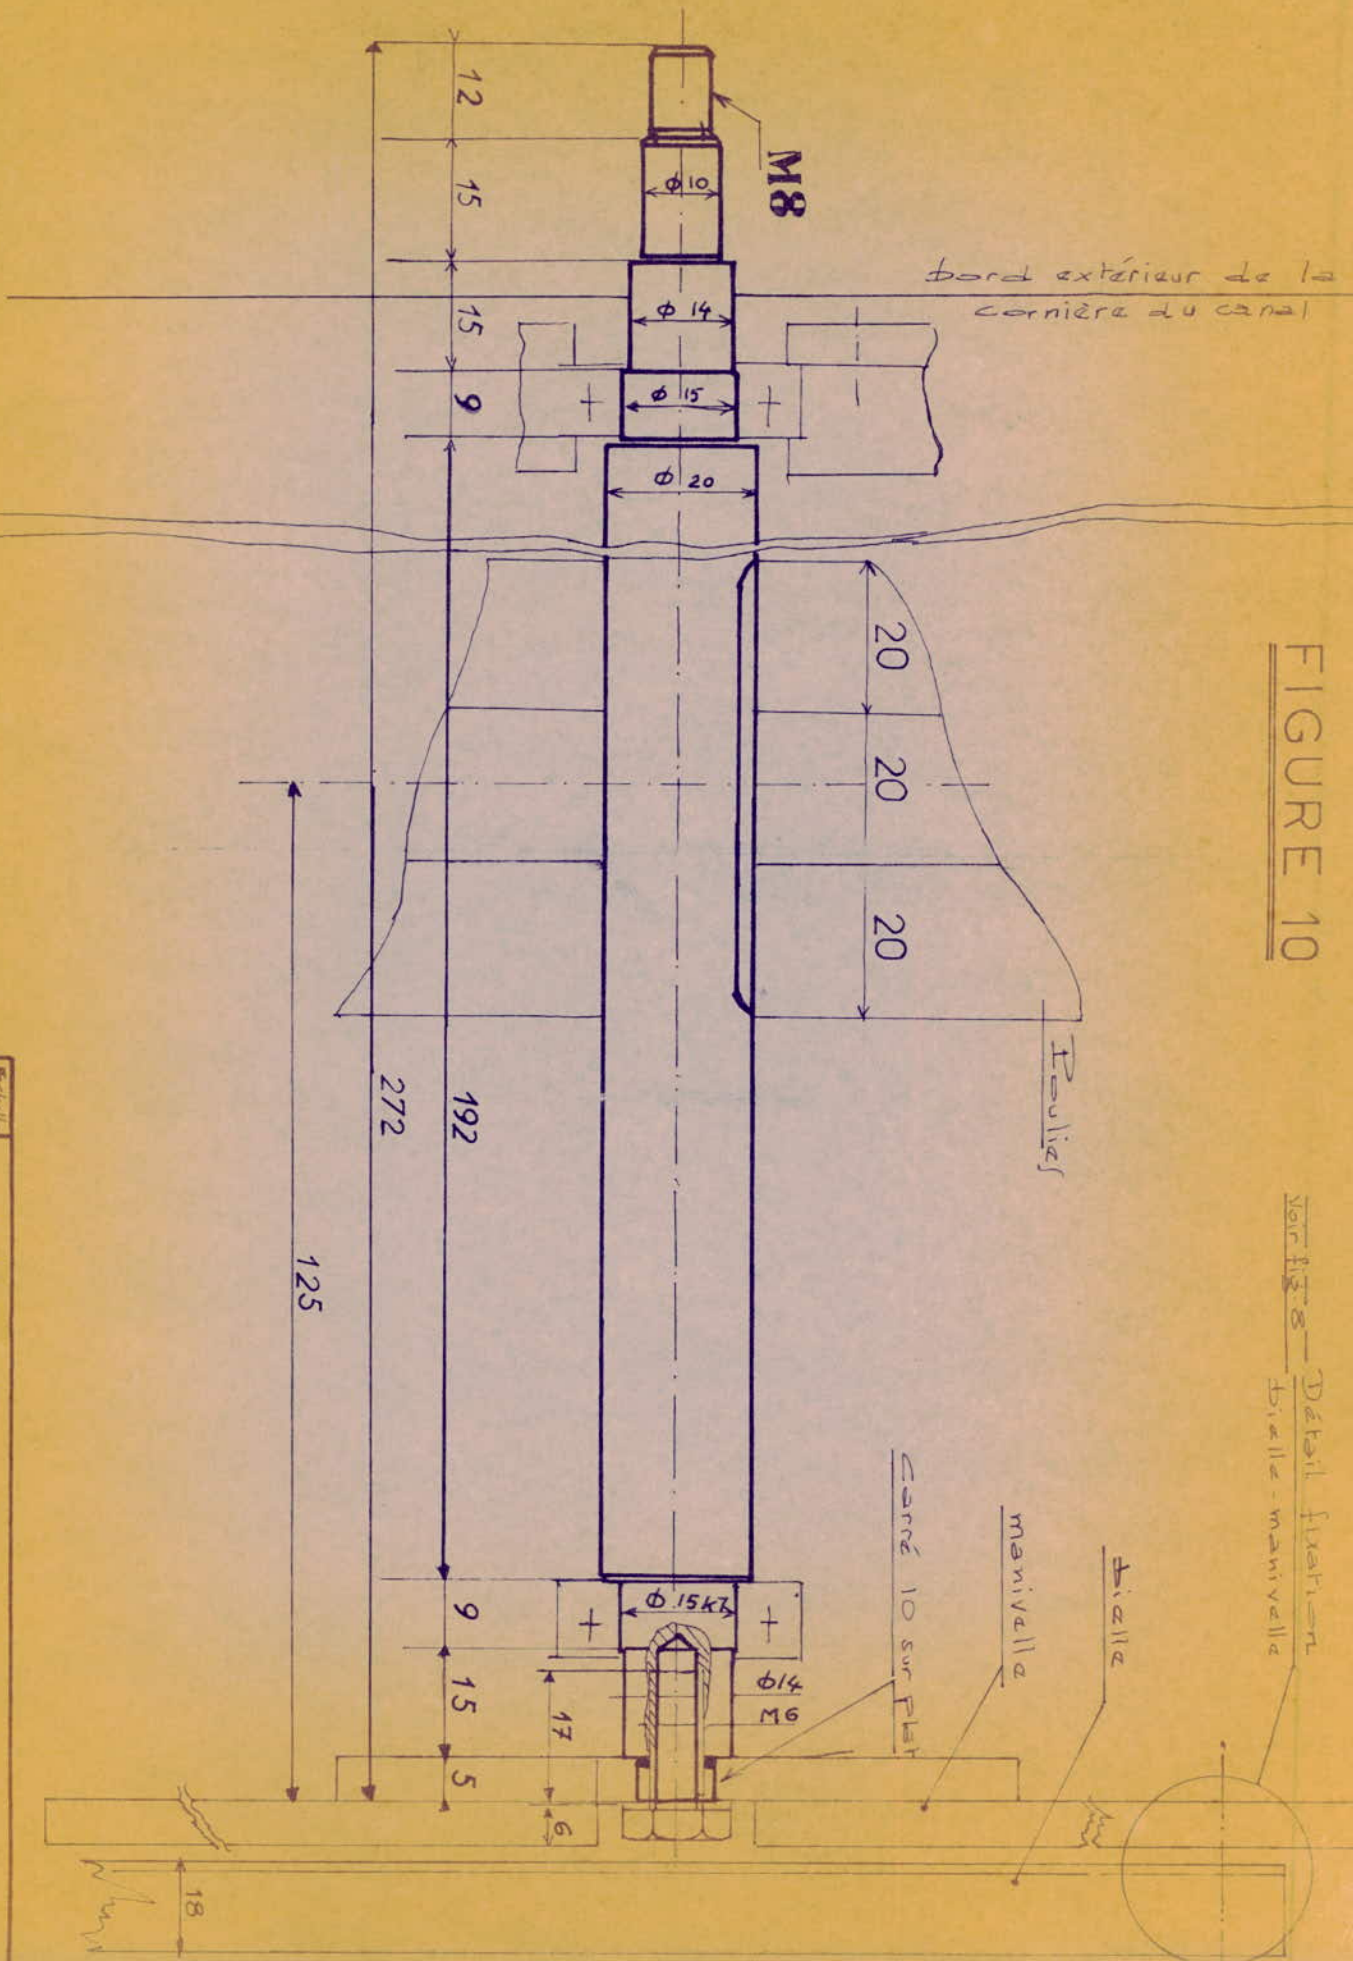 FIGURE 10
M8
bord extérieur de la
cornière du canal
12
15
15
9
192
9
15
5
272
125
ϕ 10
ϕ 14
ϕ 15
ϕ 20
20
20
20
Poulies
voir fig. 8
Détail fixation
bielle-manivelle
bielle
manivelle
carré 10 sur plat
ϕ 15k7
ϕ14
M6
17
6
18